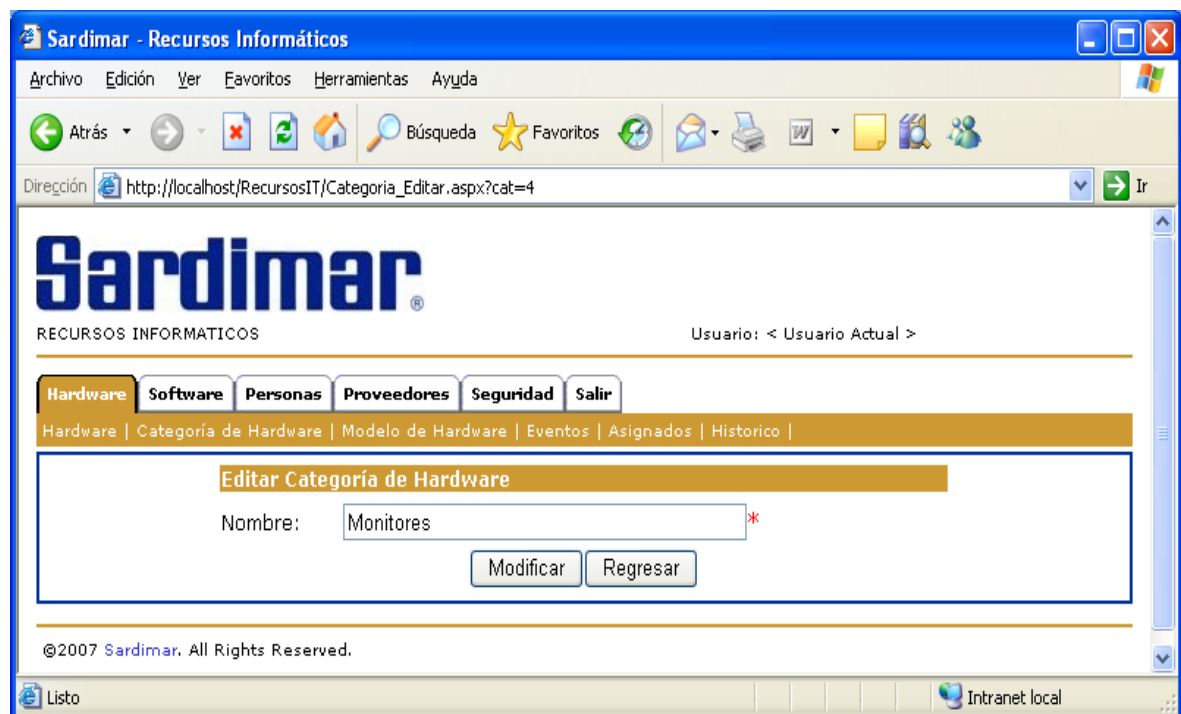 Sardimar - Recursos Informáticos
Archivo Edición Ver Favoritos Herramientas Ayuda
Atrás Búsqueda Favoritos
Dirección http://localhost/RecursosIT/Categoria_Editar.aspx?cat=4 Ir
Sardimar®
RECURSOS INFORMATICOS Usuario: < Usuario Actual >
Hardware Software Personas Proveedores Seguridad Salir
Hardware | Categoría de Hardware | Modelo de Hardware | Eventos | Asignados | Historico |
Editar Categoría de Hardware
Nombre: Monitores *
Modificar Regresar
©2007 Sardimar. All Rights Reserved.
Listo Intranet local